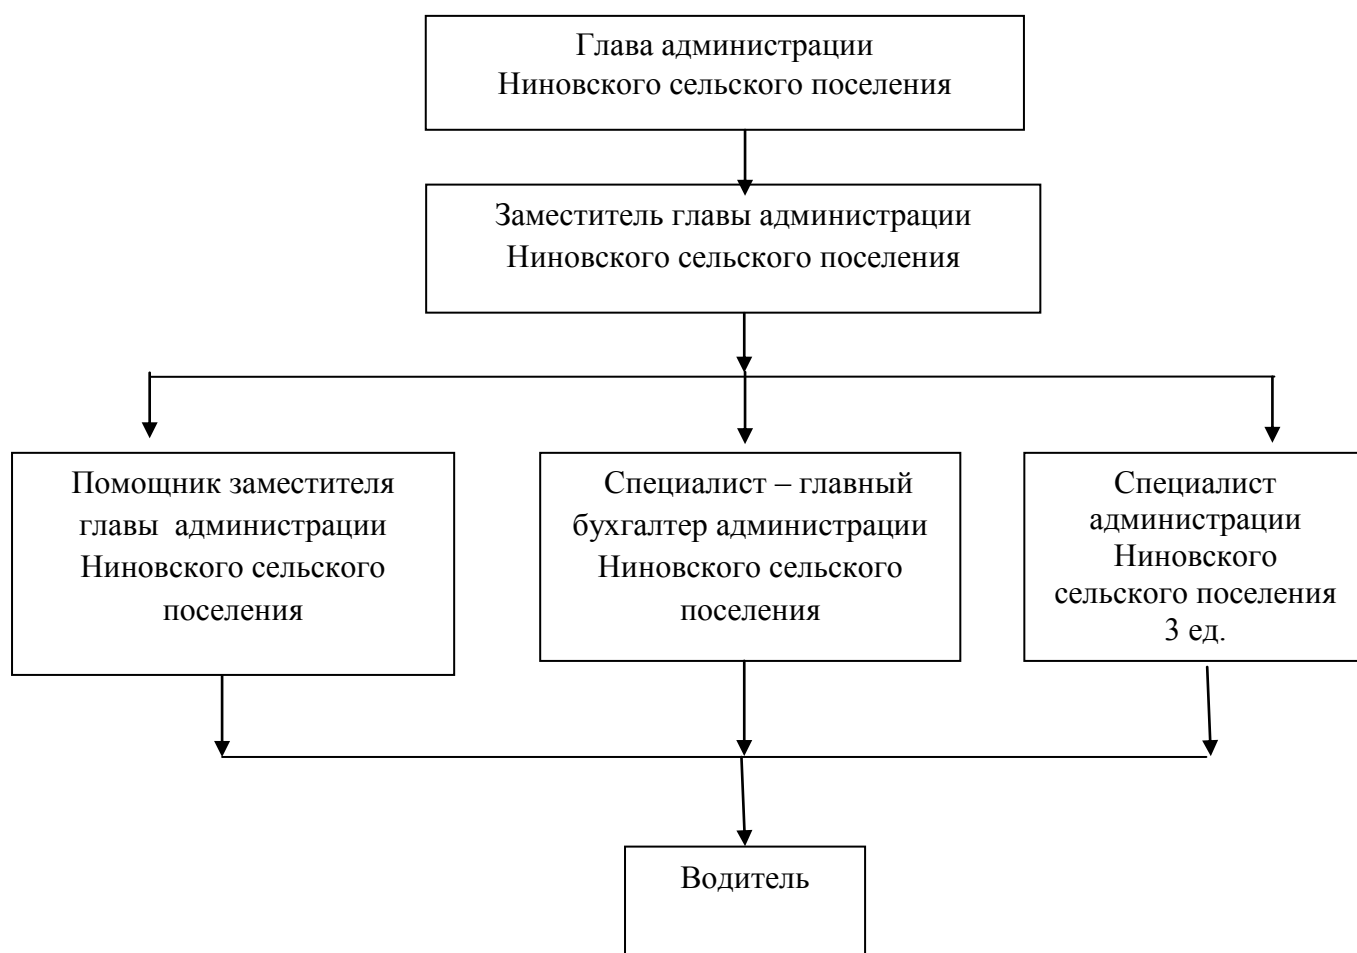 Глава администрации
Ниновского сельского поселения
Заместитель главы администрации
Ниновского сельского поселения
Помощник заместителя
главы администрации
Ниновского сельского
поселения
Специалист – главный
бухгалтер администрации
Ниновского сельского
поселения
Специалист
администрации
Ниновского
сельского поселения
3 ед.
Водитель